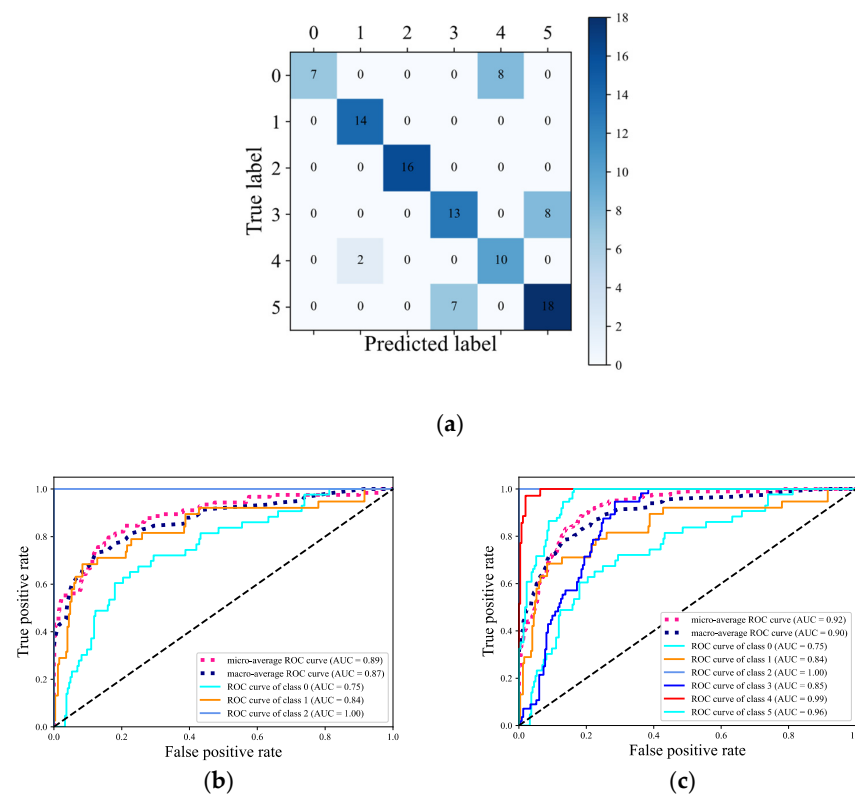 0 1 2 3 4 5
18
16
14
12
10
8
6
4
2
0
True label
0 7 0 0 0 8 0
1 0 14 0 0 0 0
2 0 0 16 0 0 0
3 0 0 0 13 0 8
4 0 2 0 0 10 0
5 0 0 0 7 0 18
Predicted label
(a)
True positive rate
1.0
0.8
0.6
0.4
0.2
0.0
micro-average ROC curve (AUC = 0.89)
macro-average ROC curve (AUC = 0.87)
ROC curve of class 0 (AUC = 0.75)
ROC curve of class 1 (AUC = 0.84)
ROC curve of class 2 (AUC = 1.00)
0.0 0.2 0.4 0.6 0.8 1.0
False positive rate
(b)
True positive rate
1.0
0.8
0.6
0.4
0.2
0.0
micro-average ROC curve (AUC = 0.92)
macro-average ROC curve (AUC = 0.90)
ROC curve of class 0 (AUC = 0.75)
ROC curve of class 1 (AUC = 0.84)
ROC curve of class 2 (AUC = 1.00)
ROC curve of class 3 (AUC = 0.85)
ROC curve of class 4 (AUC = 0.99)
ROC curve of class 5 (AUC = 0.96)
0.0 0.2 0.4 0.6 0.8
False positive rate
(c)